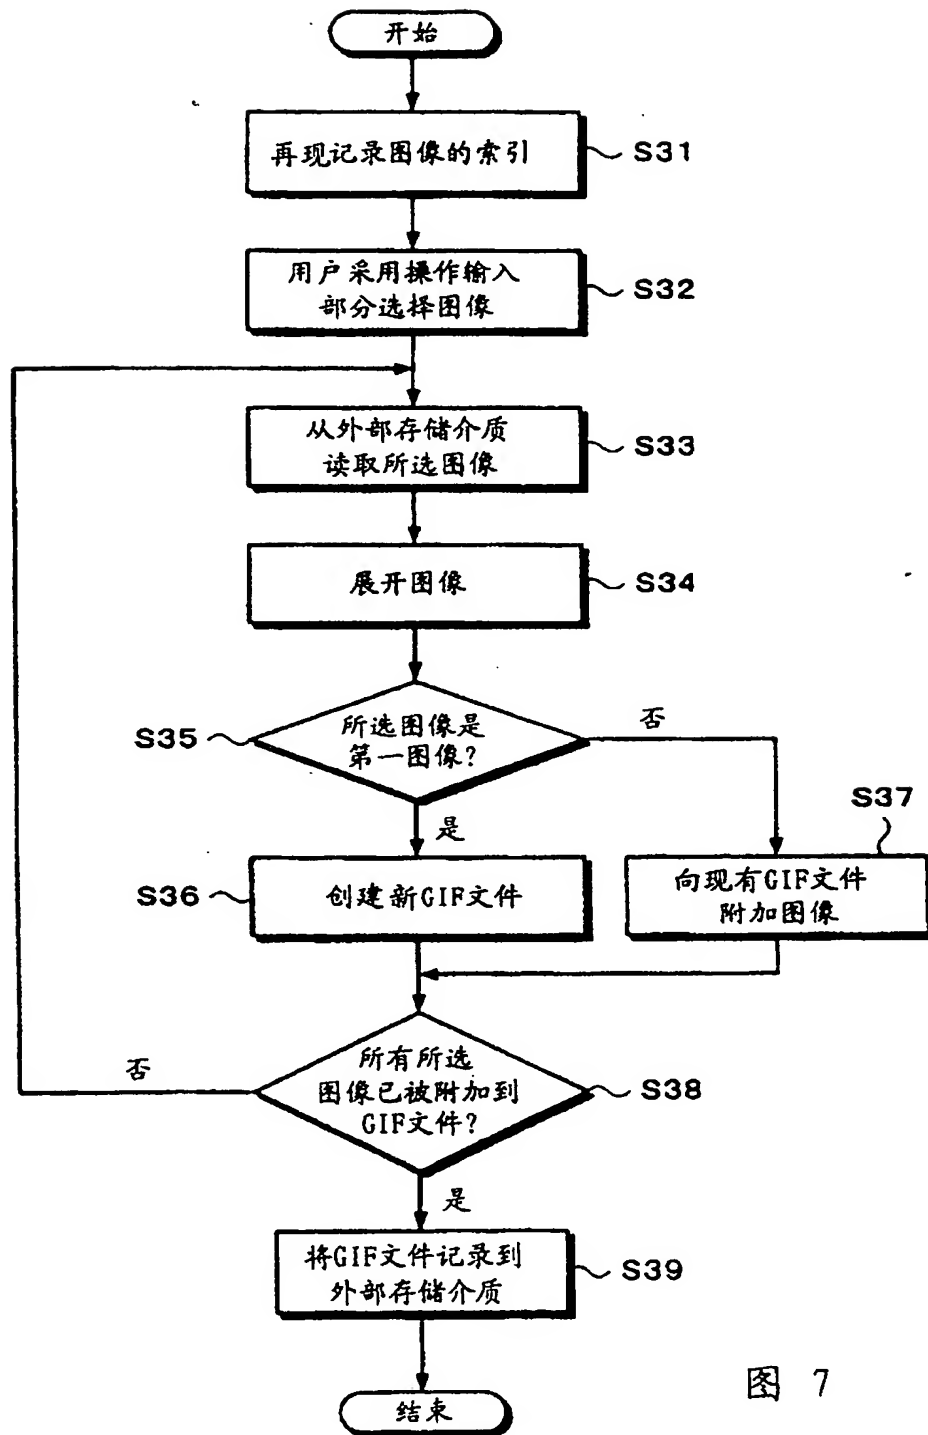 开始
再现记录图像的索引
S31
用户采用操作输入
部分选择图像
S32
从外部存储介质
读取所选图像
S33
展开图像
S34
所选图像是
第一图像?
S35
否
是
S37
创建新GIF文件
S36
向现有GIF文件
附加图像
所有所选
图像已被附加到
GIF文件?
S38
否
是
将GIF文件记录到
外部存储介质
S39
结束
图 7